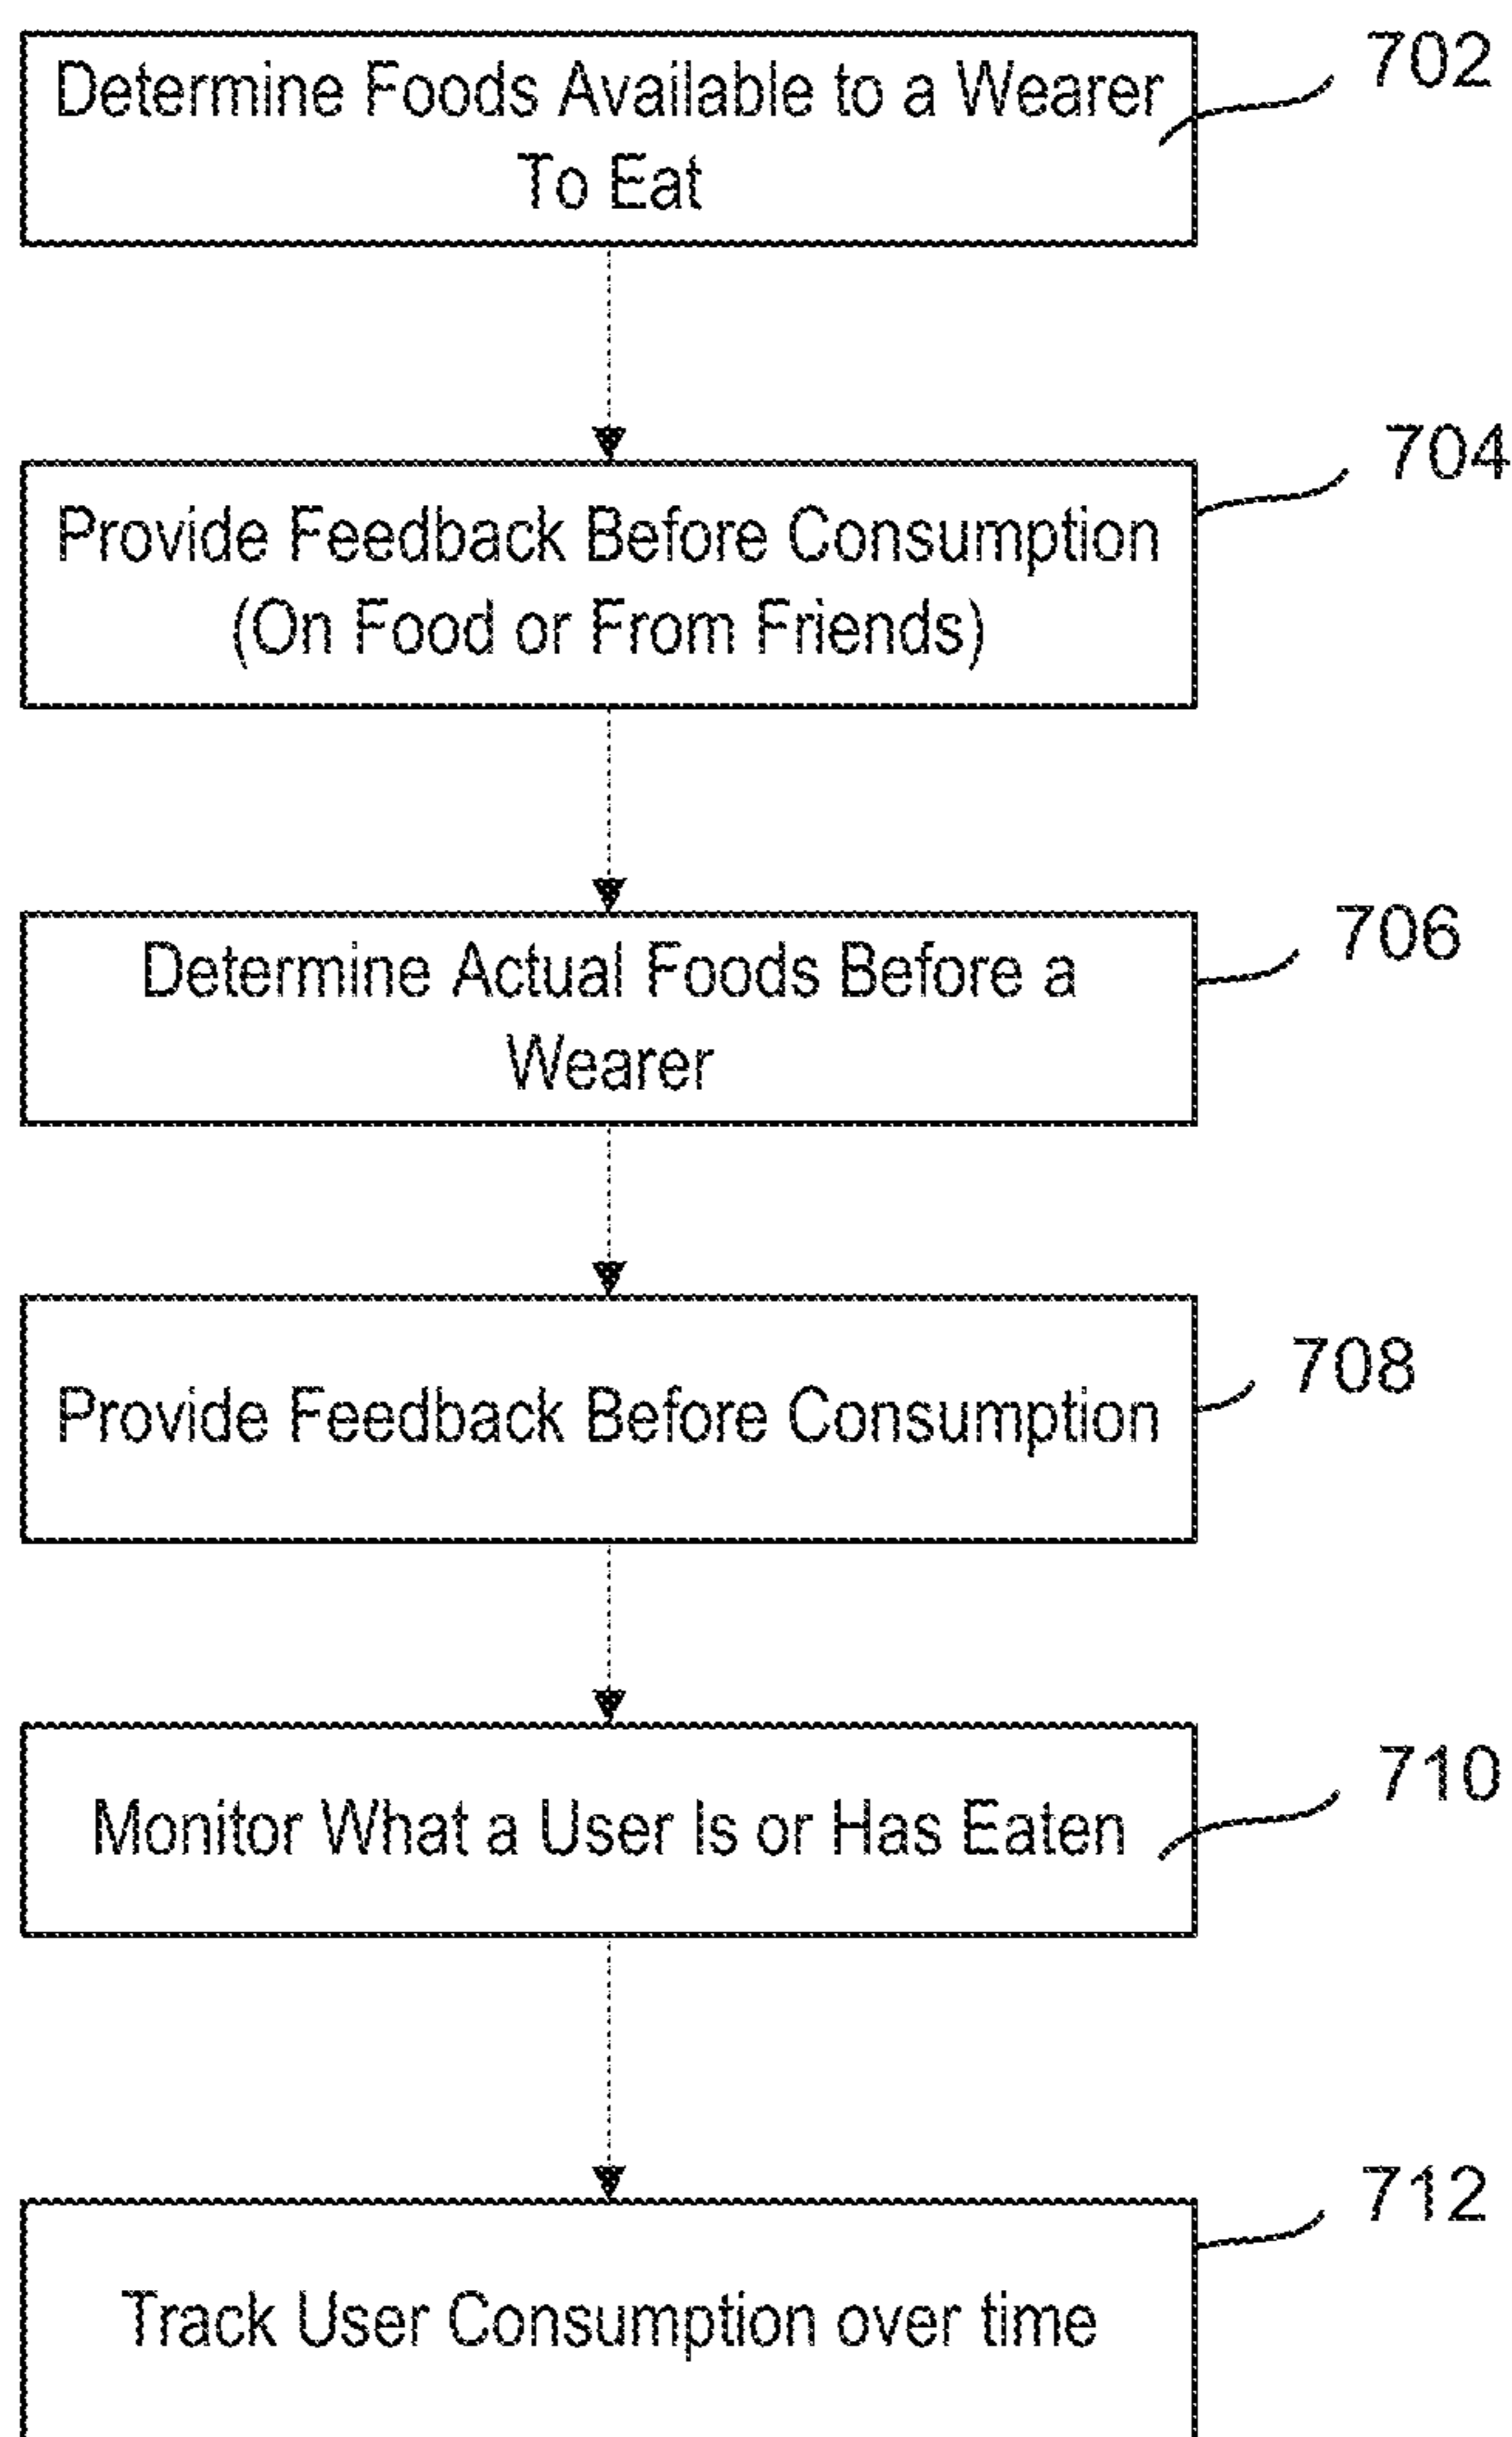 Determine Foods Available to a Wearer
To Eat
702
Provide Feedback Before Consumption
(On Food or From Friends)
704
Determine Actual Foods Before a
Wearer
706
Provide Feedback Before Consumption
708
Monitor What a User Is or Has Eaten
710
Track User Consumption over time
712